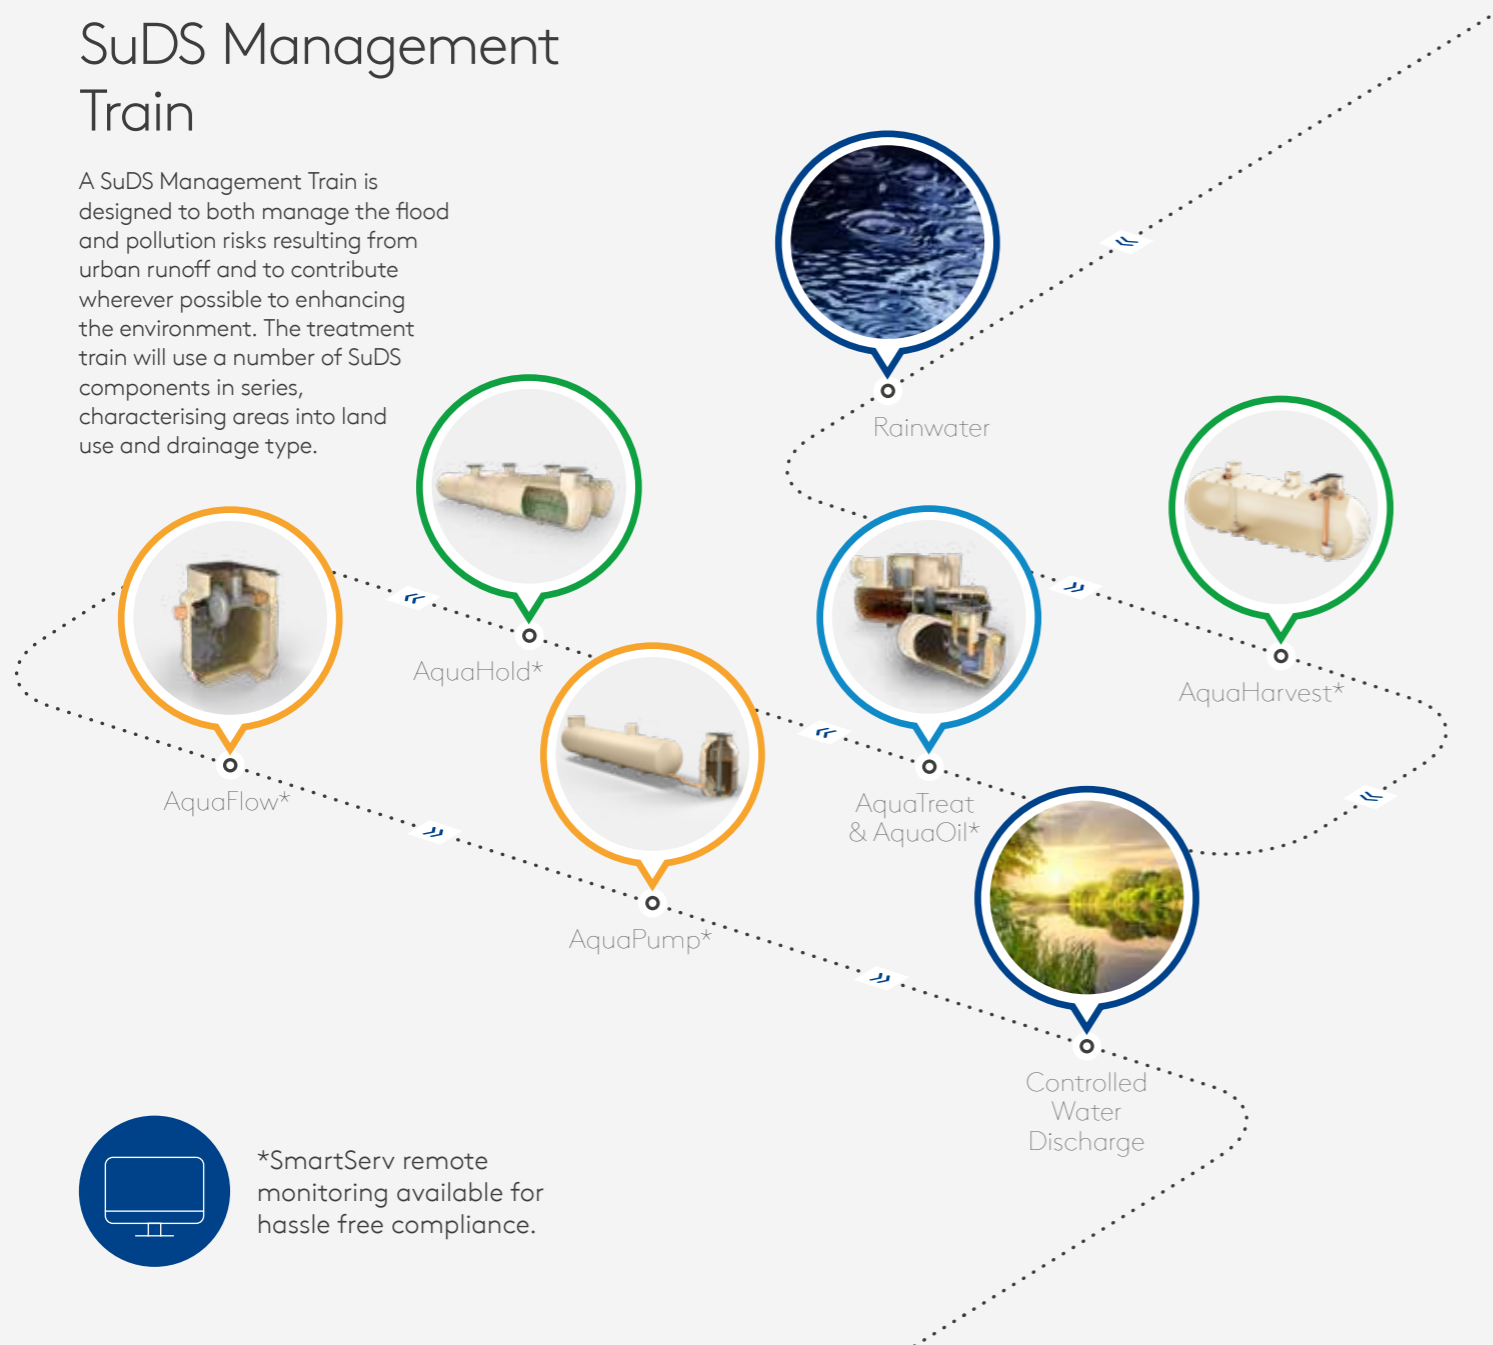 SuDS Management
Train
A SuDS Management Train is
designed to both manage the flood
and pollution risks resulting from
urban runoff and to contribute
wherever possible to enhancing
the environment. The treatment
train will use a number of SuDS
components in series,
characterising areas into land
use and drainage type.
Rainwater
AquaHarvest*
AquaTreat
& AquaOil*
AquaHold*
AquaFlow*
AquaPump*
Controlled
Water
Discharge
*SmartServ remote
monitoring available for
hassle free compliance.